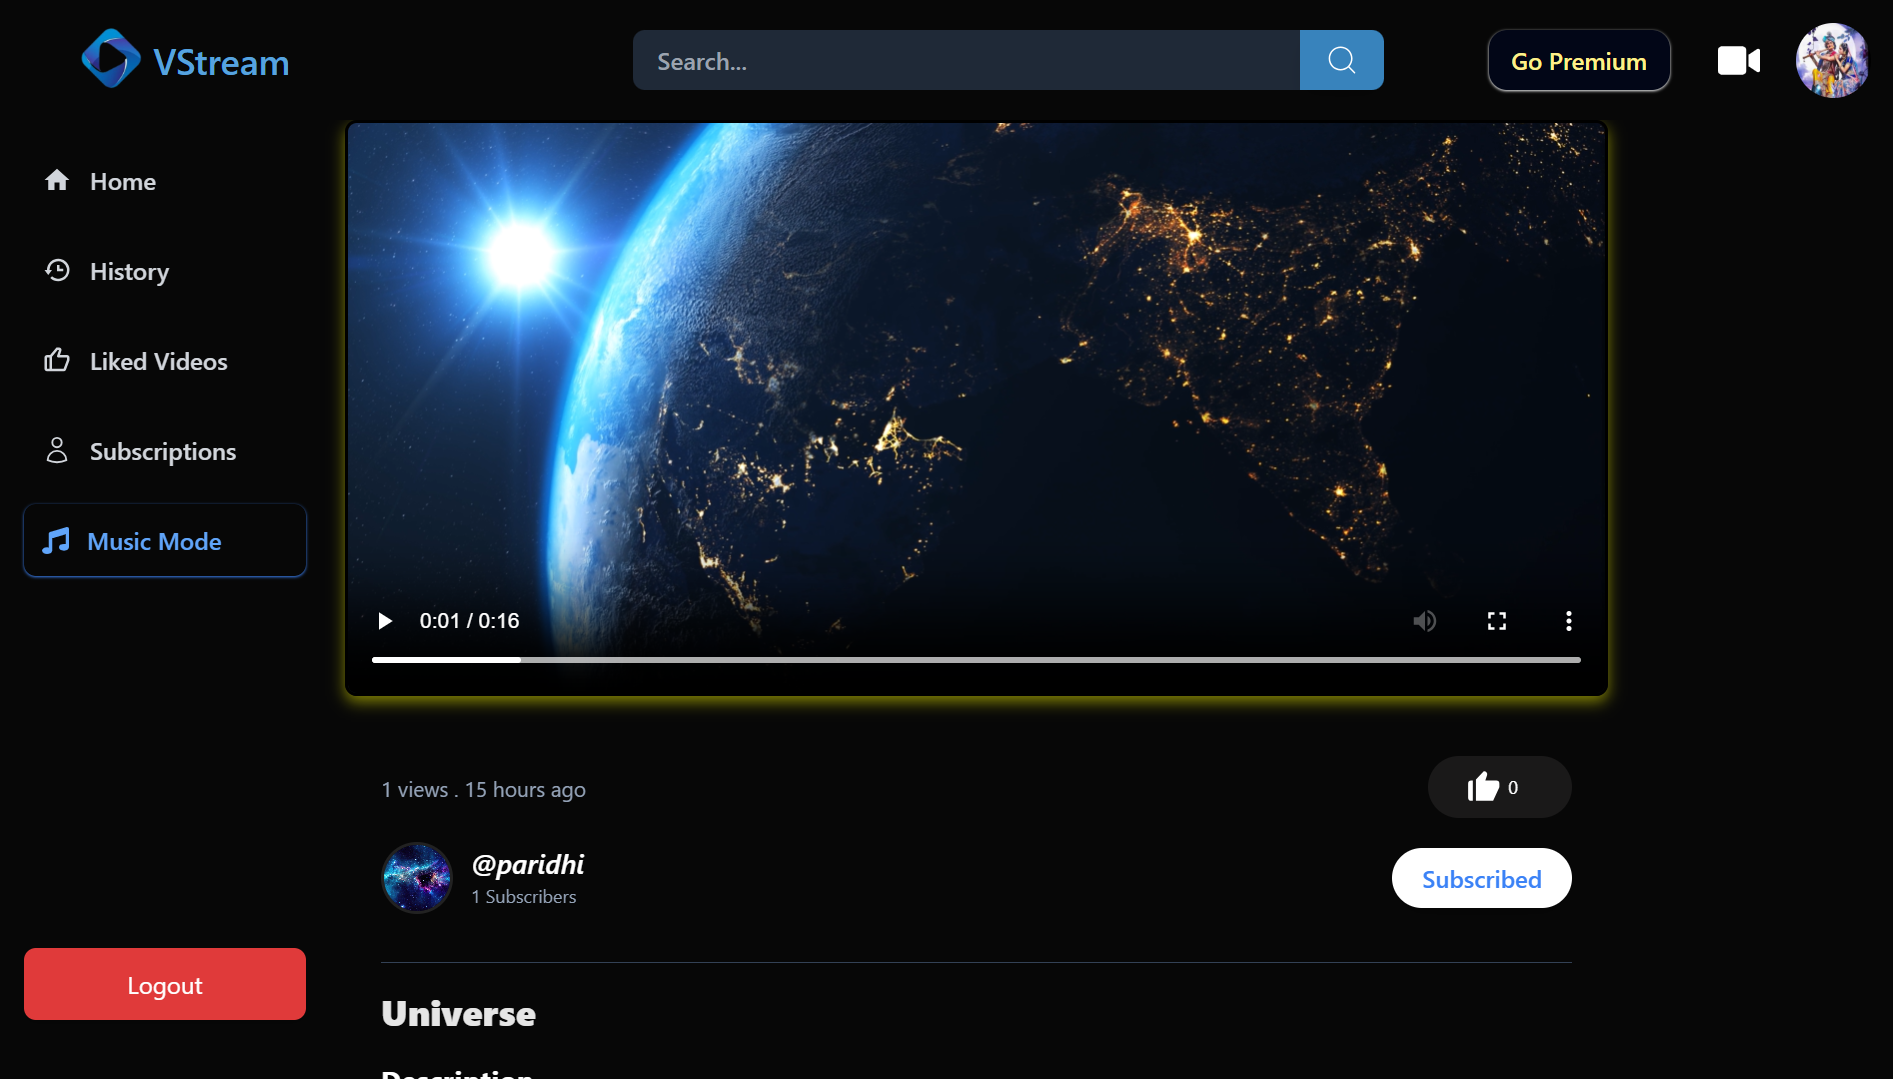 VStream
Search...
Go Premium
Home
History
Liked Videos
Subscriptions
Music Mode
0:01 / 0:16
1 views . 15 hours ago
0
@paridhi
1 Subscribers
Subscribed
Logout
Universe
Description